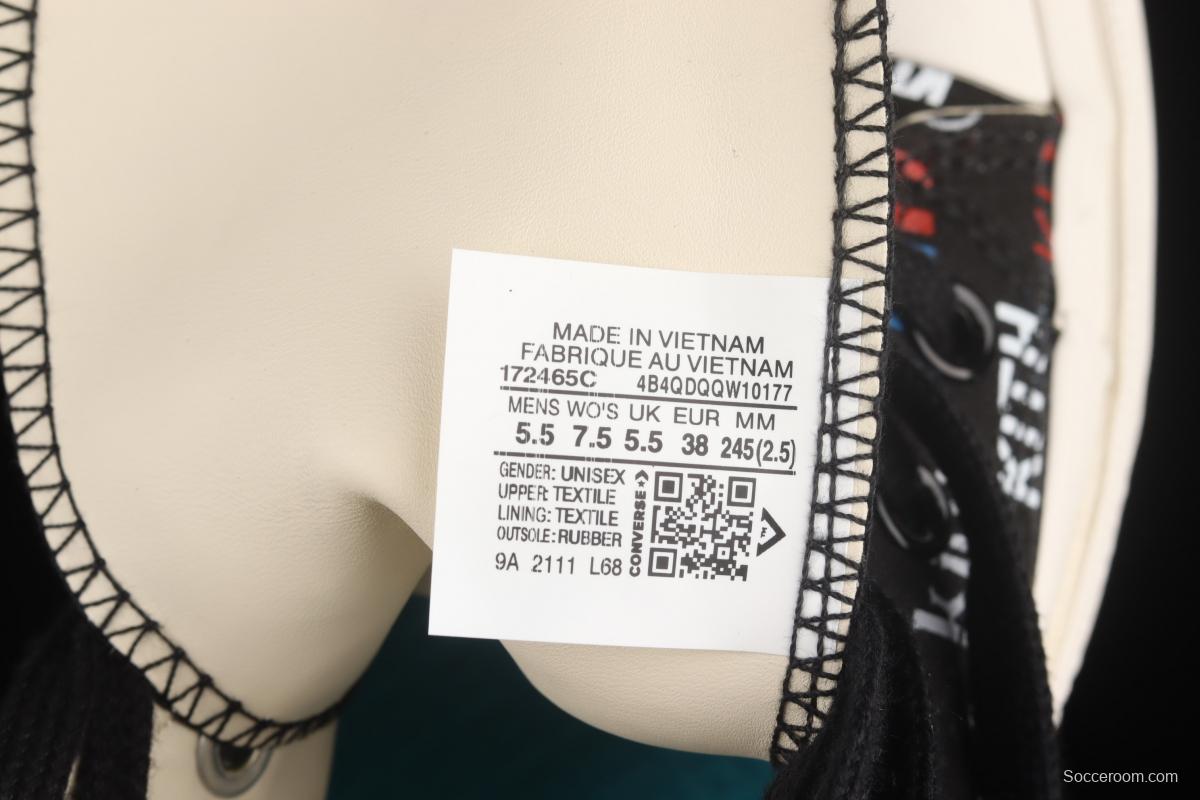 MADE IN VIETNAM
FABRIQUE AU VIETNAM
172465C 4B4QDQQW10177
MENS WO'S UK EUR MM
5.5 7.5 5.5 38 245(2.5)
GENDER: UNISEX
UPPER: TEXTILE
LINING: TEXTILE
OUTSOLE: RUBBER
9A 2111 L68
CONVERSE
TM
Socceroom.com